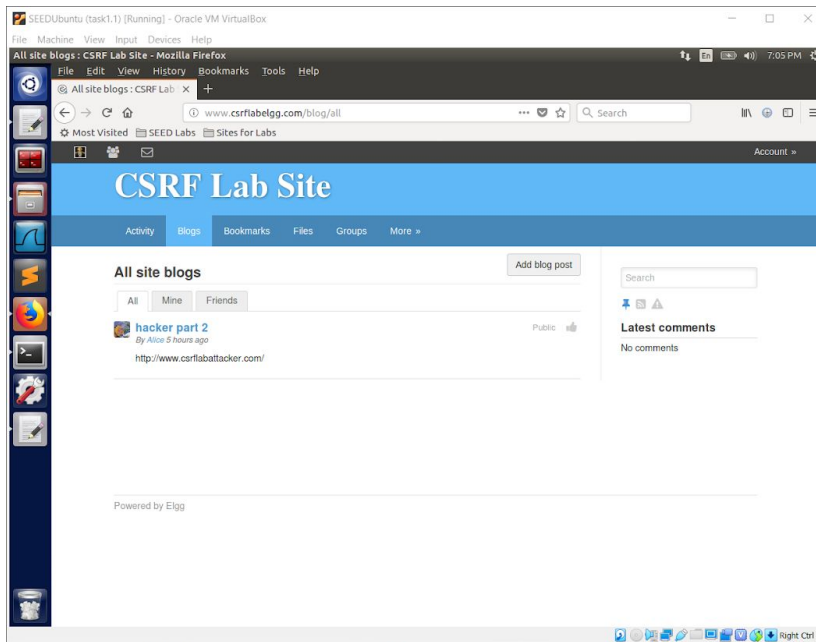 SEEDUbuntu (task1.1) [Running] - Oracle VM VirtualBox
File Machine View Input Devices Help
All site blogs : CSRF Lab Site - Mozilla Firefox En 7:05 PM
File Edit View History Bookmarks Tools Help
All site blogs : CSRF Lab
www.csrflabelgg.com/blog/all Search
Most Visited SEED Labs Sites for Labs
Account »
CSRF Lab Site
Activity Blogs Bookmarks Files Groups More »
All site blogs Add blog post
Search
All Mine Friends
hacker part 2 Public
By Alice 5 hours ago
http://www.csrflabattacker.com/
Latest comments
No comments
Powered by Elgg
Right Ctrl